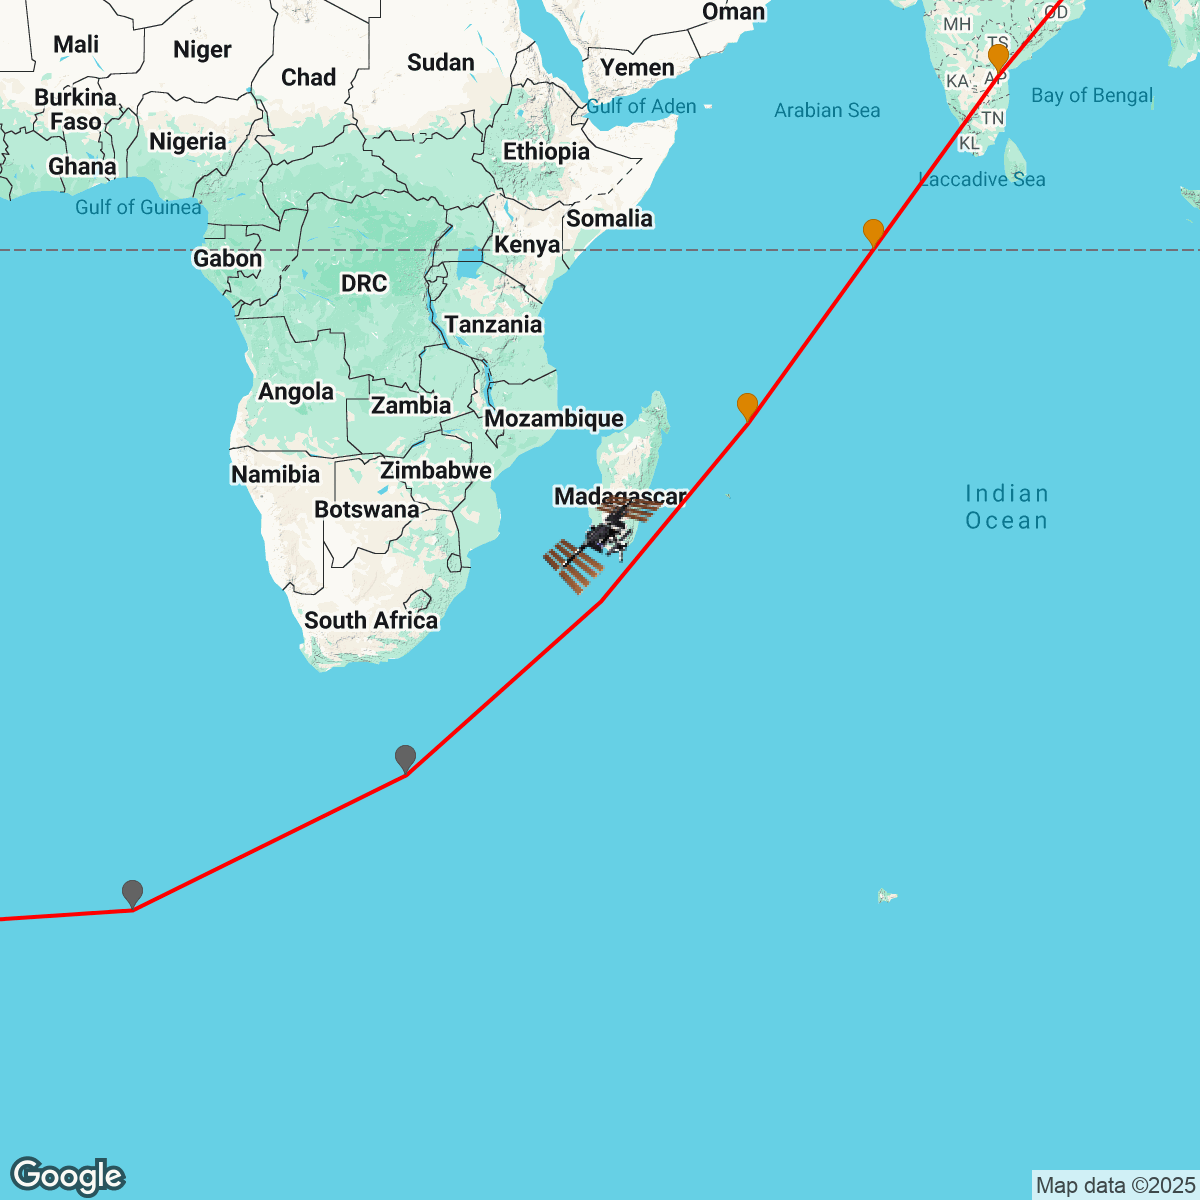 Oman
MH
OD
Mali
Niger
TS
Chad
Sudan
Yemen
KA
AP
Burkina
Faso
Gulf of Aden
Arabian Sea
Bay of Bengal
TN
Nigeria
Ethiopia
KL
Ghana
Laccadive Sea
Gulf of Guinea
Somalia
Kenya
Gabon
DRC
Tanzania
Angola
Zambia
Mozambique
Namibia
Zimbabwe
Madagascar
Indian
Ocean
Botswana
South Africa
Google
Map data ©2025